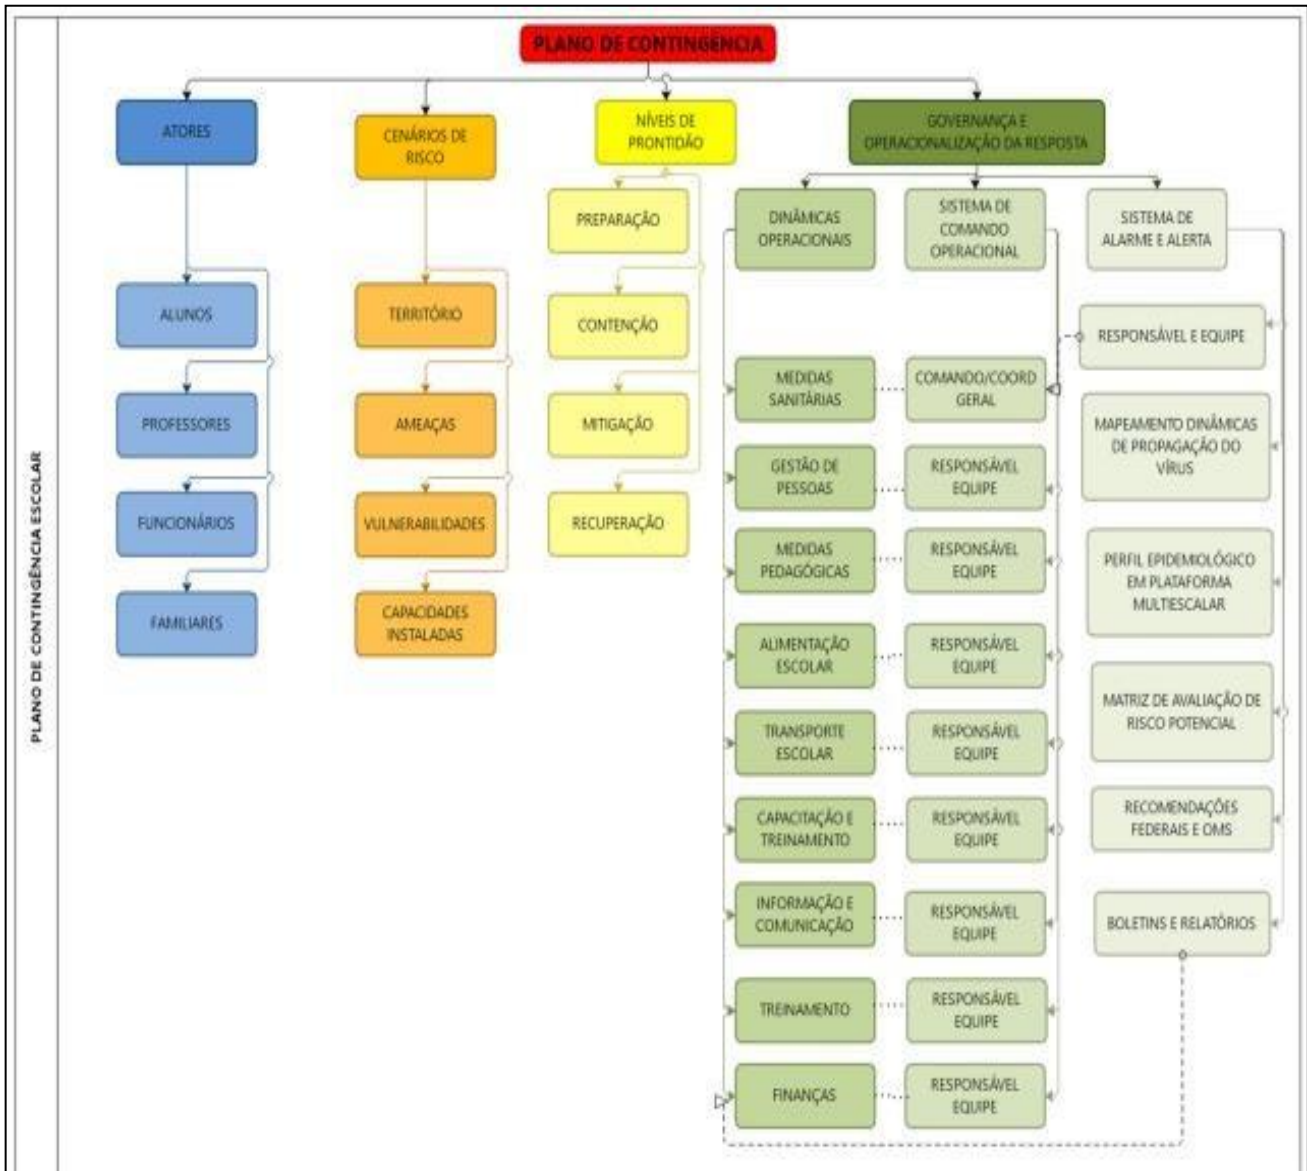 PLANO DE CONTINGÊNCIA ESCOLAR
PLANO DE CONTINGÊNCIA
ATORES
ALUNOS
PROFESSORES
FUNCIONÁRIOS
FAMILIARES
CENÁRIOS DE
RISCO
TERRITÓRIO
AMEAÇAS
VULNERABILIDADES
CAPACIDADES
INSTALADAS
NÍVEIS DE
PRONTIDÃO
PREPARAÇÃO
CONTENÇÃO
MITIGAÇÃO
RECUPERAÇÃO
GOVERNANÇA E
OPERACIONALIZAÇÃO DA RESPOSTA
DINÂMICAS
OPERACIONAIS
MEDIDAS
SANITÁRIAS
GESTÃO DE
PESSOAS
MEDIDAS
PEDAGÓGICAS
ALIMENTAÇÃO
ESCOLAR
TRANSPORTE
ESCOLAR
CAPACITAÇÃO E
TREINAMENTO
INFORMAÇÃO E
COMUNICAÇÃO
TREINAMENTO
FINANÇAS
SISTEMA DE
COMANDO
OPERACIONAL
COMANDO/COORD
GERAL
RESPONSÁVEL
EQUIPE
RESPONSÁVEL
EQUIPE
RESPONSÁVEL
EQUIPE
RESPONSÁVEL
EQUIPE
RESPONSÁVEL
EQUIPE
RESPONSÁVEL
EQUIPE
RESPONSÁVEL
EQUIPE
RESPONSÁVEL
EQUIPE
SISTEMA DE
ALARME E ALERTA
RESPONSÁVEL E EQUIPE
MAPEAMENTO DINÂMICAS
DE PROPAGAÇÃO DO
VÍRUS
PERFIL EPIDEMIOLÓGICO
EM PLATAFORMA
MULTIESCALAR
MATRIZ DE AVALIAÇÃO DE
RISCO POTENCIAL
RECOMENDAÇÕES
FEDERAIS E OMS
BOLETINS E RELATÓRIOS